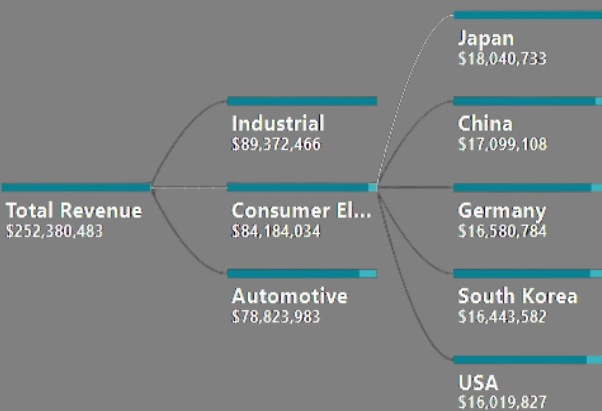 Total Revenue
$252,380,483
Industrial
$89,372,466
Consumer El...
$84,184,034
Automotive
$78,823,983
Japan
$18,040,733
China
$17,099,108
Germany
$16,580,784
South Korea
$16,443,582
USA
$16,019,827